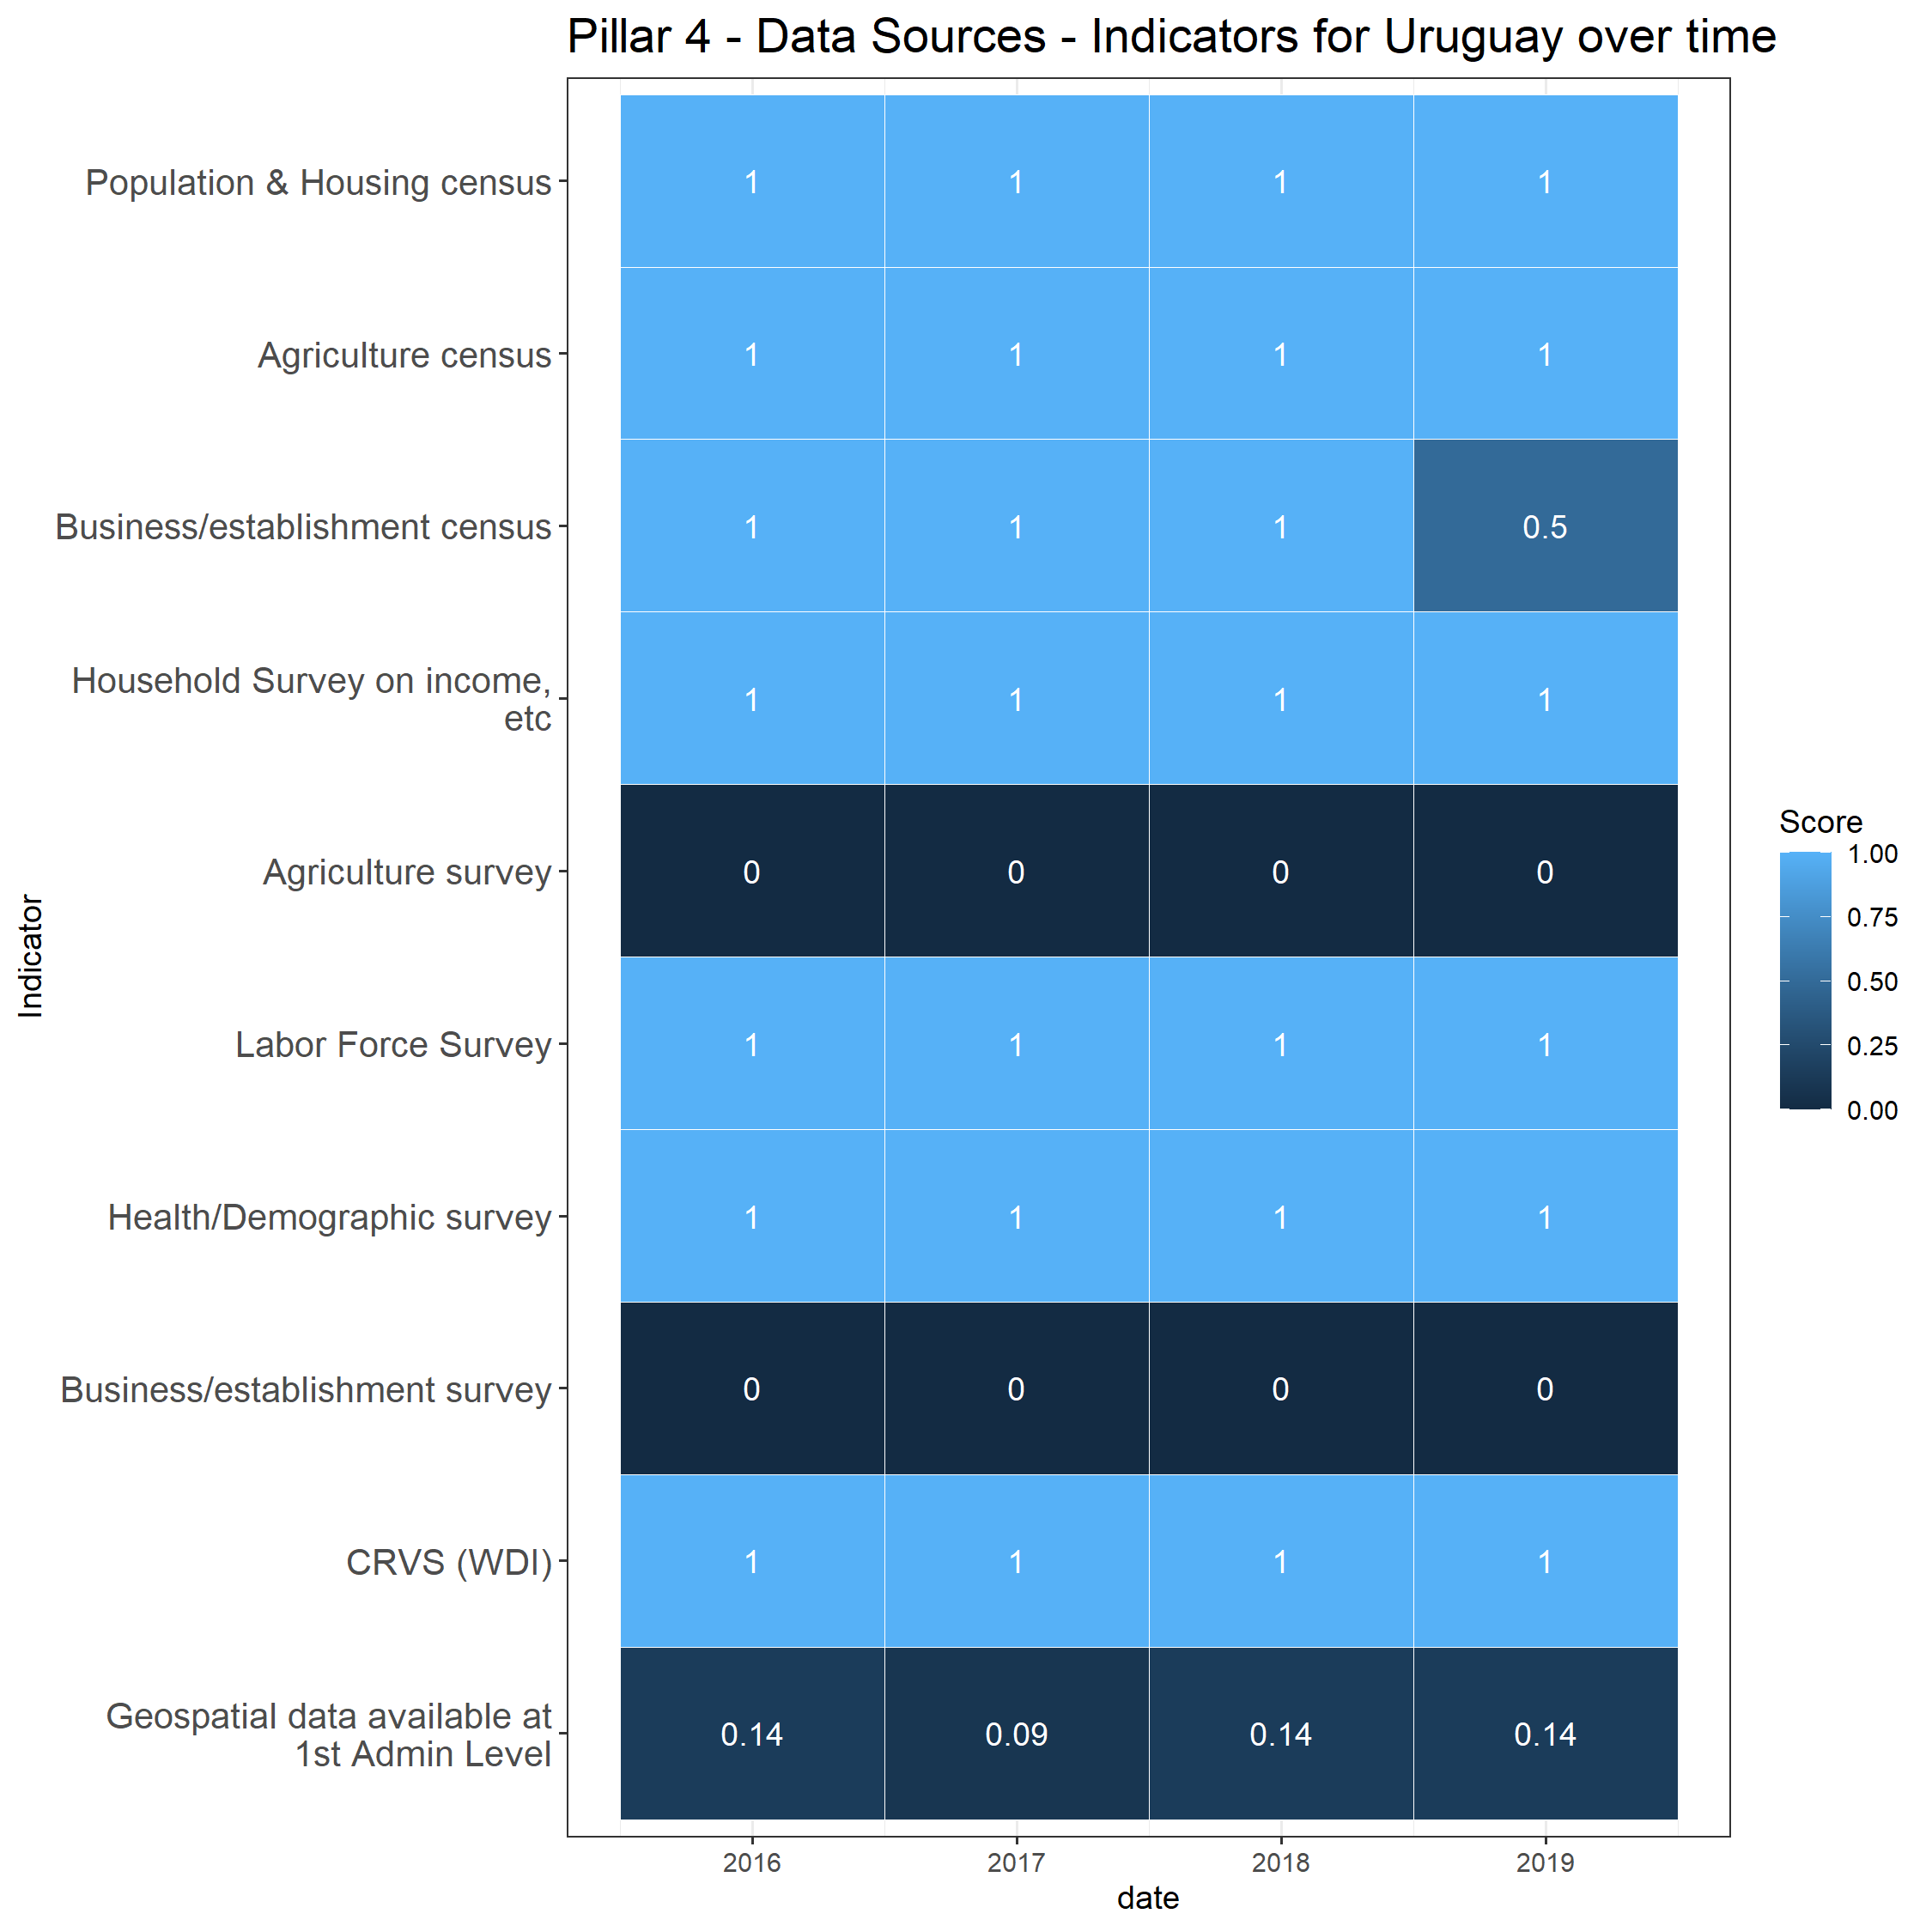 Pillar 4 - Data Sources - Indicators for Uruguay over time
Indicator
Population & Housing census
1 1 1 1
Agriculture census
1 1 1 1
Business/establishment census
1 1 1 0.5
Household Survey on income,
etc
1 1 1 1
Agriculture survey
0 0 0 0
Labor Force Survey
1 1 1 1
Health/Demographic survey
1 1 1 1
Business/establishment survey
0 0 0 0
CRVS (WDI)
1 1 1 1
Geospatial data available at
1st Admin Level
0.14 0.09 0.14 0.14
2016 2017 2018 2019
date
Score
1.00
0.75
0.50
0.25
0.00